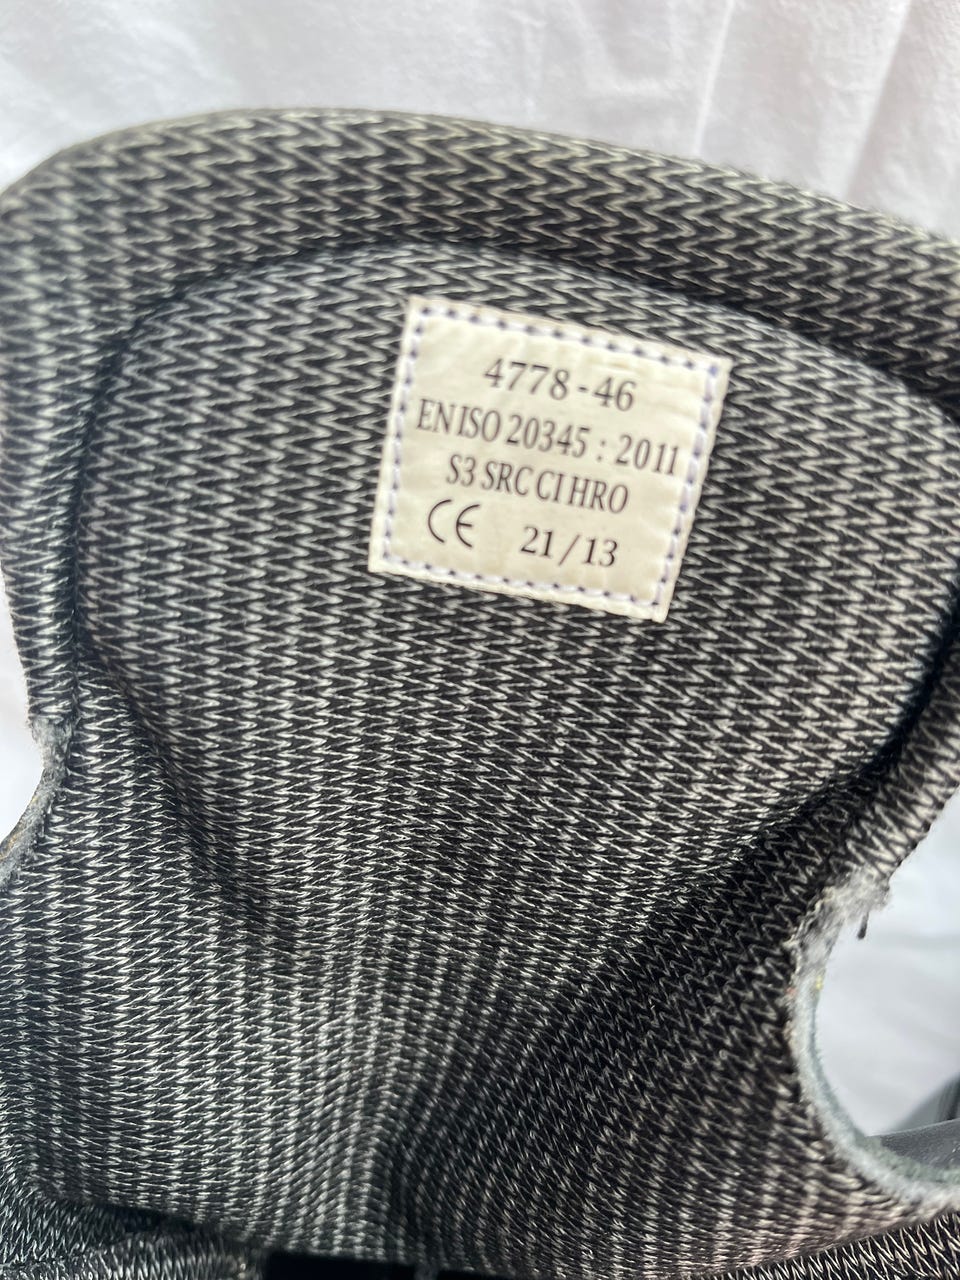 4778-46
EN ISO 20345 : 2011
S3 SRC CI HRO
CE 21/13